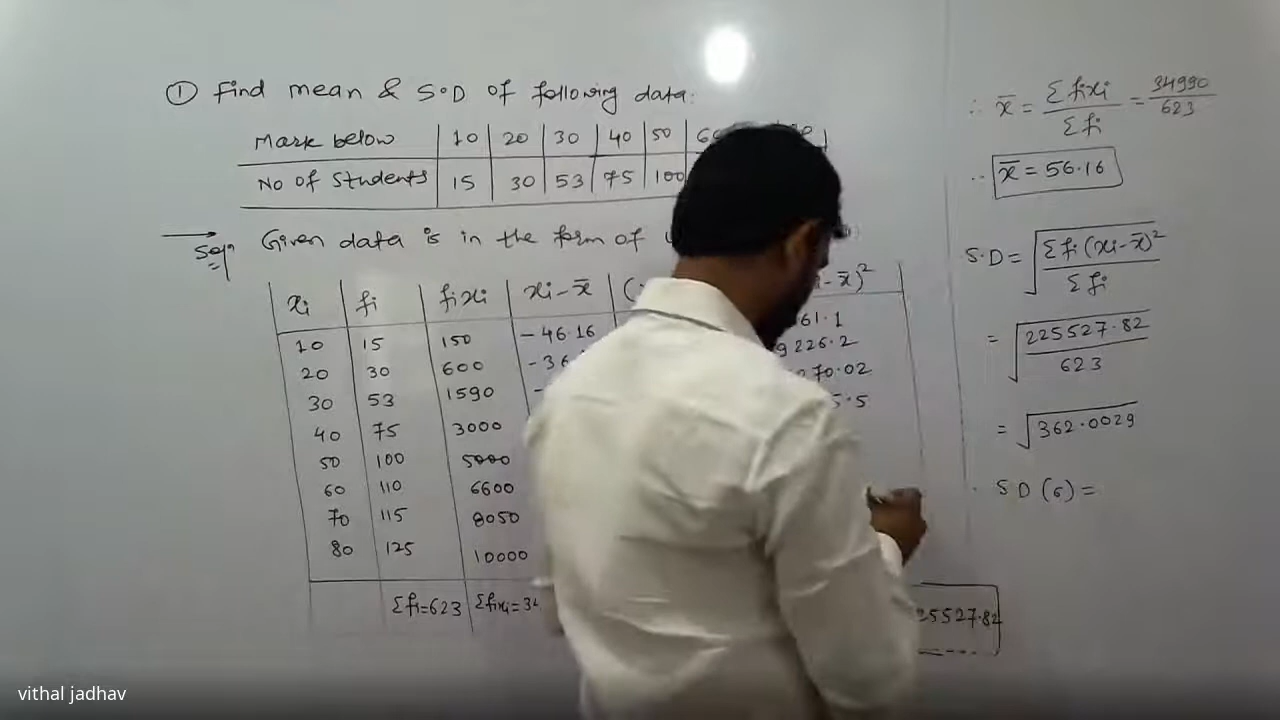 ① Find mean & S.D of following data:
Mark below 10 20 30 40 50
No of Students 15 30 53 75 100
Solⁿ Given data is in the form of
xi fi fixi xi-x̄ ( -x̄)²
10 15 150 -46.16 61.1
20 30 600 -36 9226.2
30 53 1590 - 70.02
40 75 3000 5.5
50 100 5000
60 110 6600
70 115 8050
80 125 10000
Σfi=623 Σfixi=34 25527.82
∴ x̄ = Σfixi/Σfi = 34990/623
∴ x̄ = 56.16
S.D = √(Σfi(xi-x̄)²/Σfi)
= √(225527.82/623)
= √362.0029
SD(σ) =
vithal jadhav